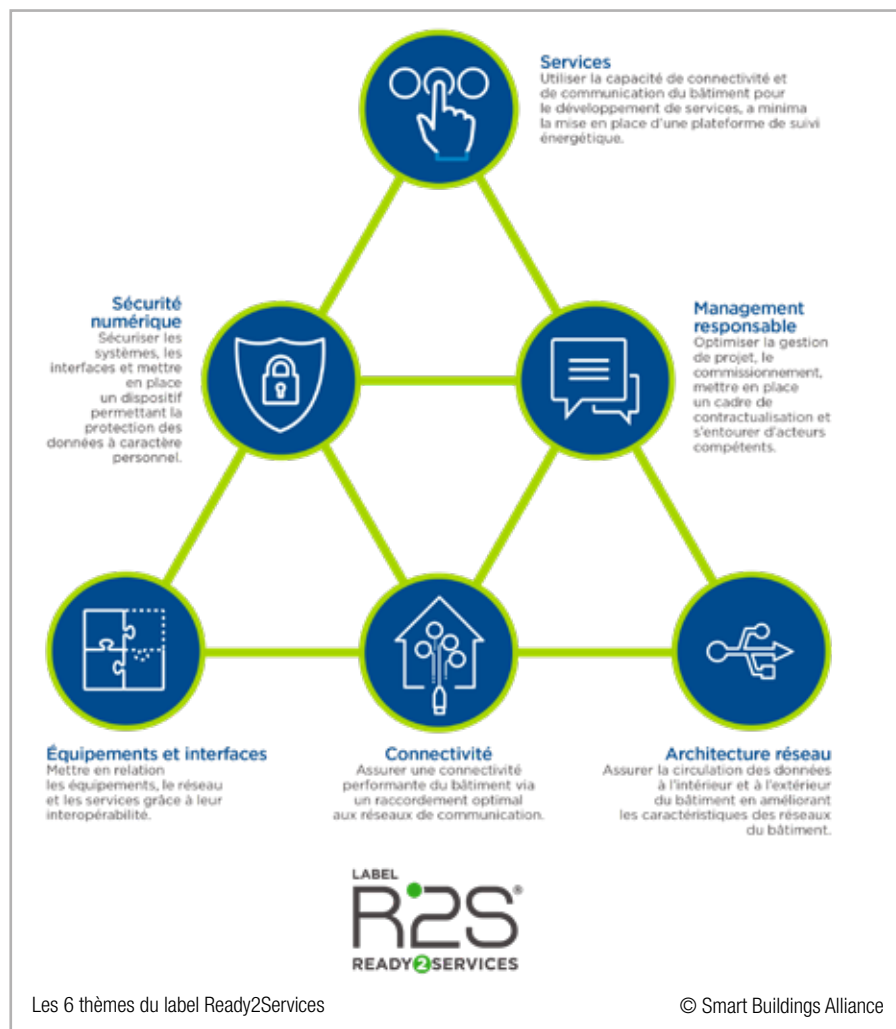 Services
Utiliser la capacité de connectivité et
de communication du bâtiment pour
le développement de services, a minima
la mise en place d'une plateforme de suivi
énergétique.
Sécurité
numérique
Sécuriser les
systèmes, les
interfaces et mettre
en place
un dispositif
permettant la
protection des
données à caractère
personnel.
Management
responsable
Optimiser la gestion
de projet, le
commissionnement,
mettre en place
un cadre de
contractualisation et
s'entourer d'acteurs
compétents.
Équipements et interfaces
Mettre en relation
les équipements, le réseau
et les services grâce à leur
interopérabilité.
Connectivité
Assurer une connectivité
performante du bâtiment via
un raccordement optimal
aux réseaux de communication.
Architecture réseau
Assurer la circulation des données
à l'intérieur et à l'extérieur
du bâtiment en améliorant
les caractéristiques des réseaux
du bâtiment.
LABEL
R2S®
READY2SERVICES
Les 6 thèmes du label Ready2Services
© Smart Buildings Alliance